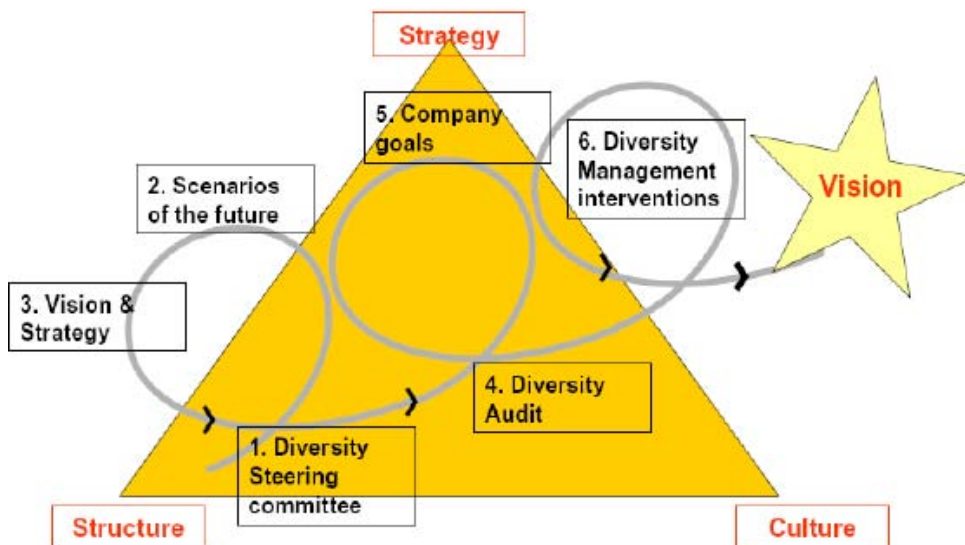 Strategy
5. Company
goals
6. Diversity
Management
interventions
Vision
2. Scenarios
of the future
3. Vision &
Strategy
4. Diversity
Audit
1. Diversity
Steering
committee
Structure
Culture